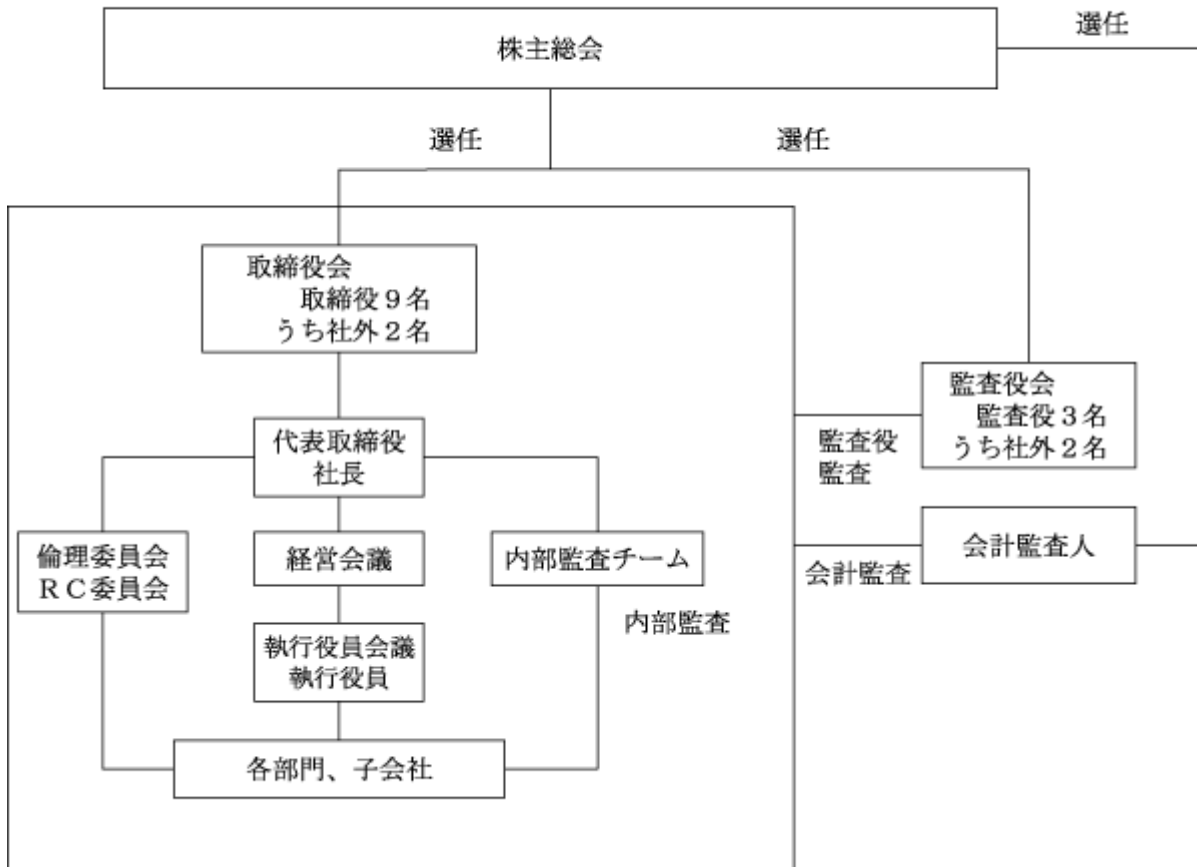 選任
株主総会
選任
選任
取締役会
取締役９名
うち社外２名
監査役会
監査役３名
うち社外２名
代表取締役
社長
監査役
監査
倫理委員会
ＲＣ委員会
経営会議
内部監査チーム
会計監査人
会計監査
内部監査
執行役員会議
執行役員
各部門、子会社